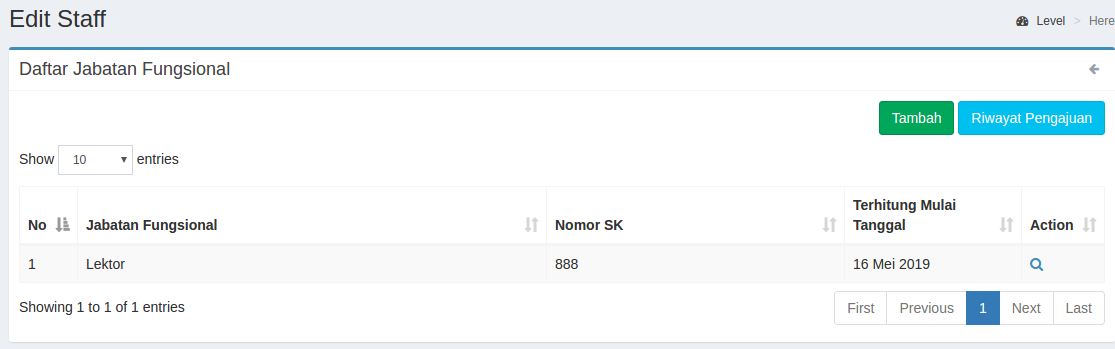 Edit Staff
Level > Here
Daftar Jabatan Fungsional
Tambah Riwayat Pengajuan
Show 10 entries
No Jabatan Fungsional Nomor SK Terhitung Mulai Tanggal Action
1 Lektor 888 16 Mei 2019
Showing 1 to 1 of 1 entries
First Previous 1 Next Last